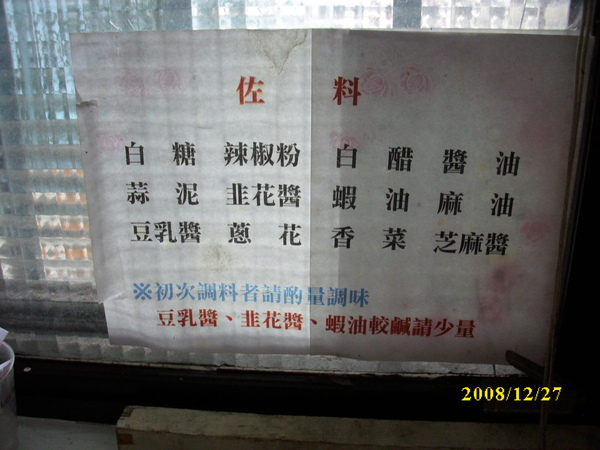 佐料
白糖 辣椒粉 白醋 醬油
蒜泥 韭花醬 蝦油 麻油
豆乳醬 蔥花 香菜 芝麻醬
※初次調料者請酌量調味
豆乳醬、韭花醬、蝦油較鹹請少量
2008/12/27